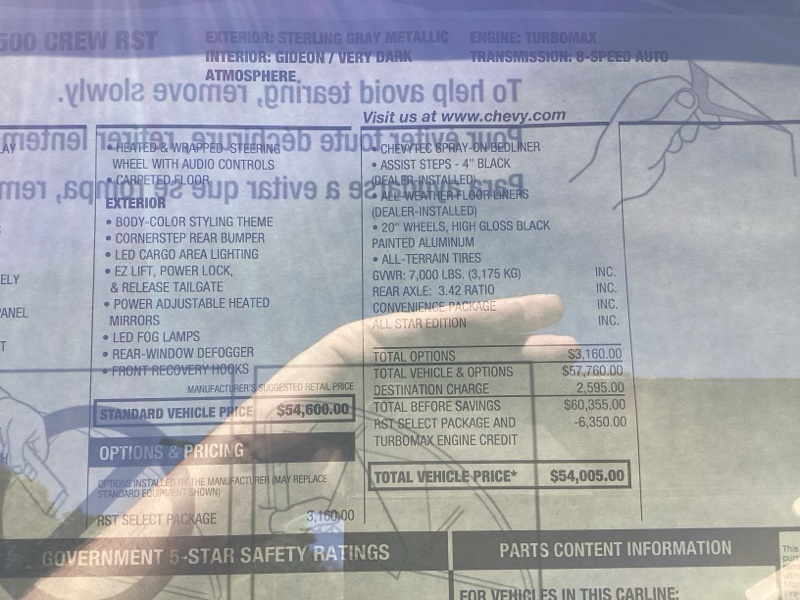 500 CREW RST
EXTERIOR: STERLING GRAY METALLIC
INTERIOR: GIDEON / VERY DARK
ATMOSPHERE,
ENGINE: TURBOMAX
TRANSMISSION: 8-SPEED AUTO
To help avoid tearing, remove slowly.
Visit us at www.chevy.com
Pour éviter toute déchirure, retirer lentem
Para ayudarse a evitar que se rompa, rem
• HEATED & WRAPPED STEERING
WHEEL WITH AUDIO CONTROLS
• CARPETED FLOOR
EXTERIOR
• BODY-COLOR STYLING THEME
• CORNERSTEP REAR BUMPER
• LED CARGO AREA LIGHTING
• EZ LIFT, POWER LOCK,
& RELEASE TAILGATE
• POWER ADJUSTABLE HEATED
MIRRORS
• LED FOG LAMPS
• REAR-WINDOW DEFOGGER
• FRONT RECOVERY HOOKS
MANUFACTURER'S SUGGESTED RETAIL PRICE
STANDARD VEHICLE PRICE $54,600.00
OPTIONS & PRICING
OPTIONS INSTALLED BY THE MANUFACTURER (MAY REPLACE
STANDARD EQUIPMENT SHOWN)
RST SELECT PACKAGE 3,160.00
• CHEVYTEC SPRAY-ON BEDLINER
• ASSIST STEPS - 4" BLACK
(DEALER-INSTALLED)
• ALL-WEATHER FLOOR LINERS
(DEALER-INSTALLED)
• 20" WHEELS, HIGH GLOSS BLACK
PAINTED ALUMINUM
• ALL-TERRAIN TIRES
GVWR: 7,000 LBS. (3,175 KG) INC.
REAR AXLE: 3.42 RATIO INC.
CONVENIENCE PACKAGE INC.
ALL STAR EDITION INC.
TOTAL OPTIONS $3,160.00
TOTAL VEHICLE & OPTIONS $57,760.00
DESTINATION CHARGE 2,595.00
TOTAL BEFORE SAVINGS $60,355.00
RST SELECT PACKAGE AND -6,350.00
TURBOMAX ENGINE CREDIT
TOTAL VEHICLE PRICE* $54,005.00
GOVERNMENT 5-STAR SAFETY RATINGS
PARTS CONTENT INFORMATION
FOR VEHICLES IN THIS CARLINE:
This